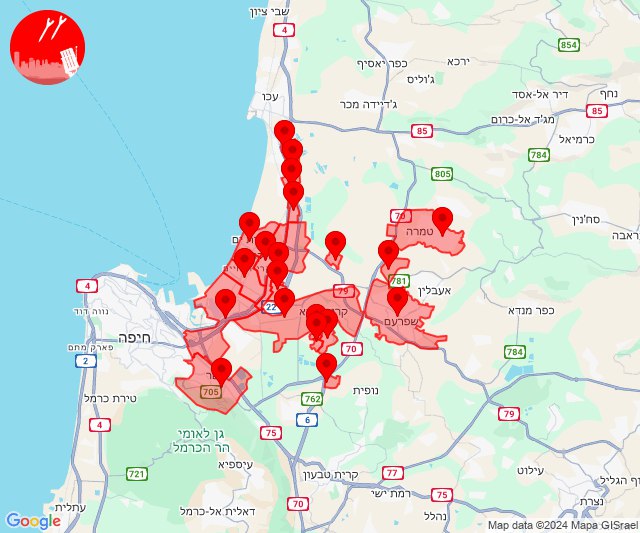 שבי ציון
4
854
ירכא
כפר יאסיף
ג'וליס
נחף
דיר אל-אסד
עכו
ג'דיידה מכר
85
85
מג'ד אל-כרום
כרמיאל
784
805
70
סח'נין
טמרה
ראבה
781
4
79
אעבלין
נווה דוד
22
כפר מנדא
חיפה
שפרעם
פארק מחם
2
70
784
705
762
נופית
טירת כרמל
79
4
6
75
גן לאומי
הר הכרמל
עיספיא
721
77
קרית טבעון
עילוט
75
רמת ישי
נוף הגליל
70
נצרת
עתלית
דאלית אל-כרמל
נהלל
Google
Map data ©2024 Mapa GISrael